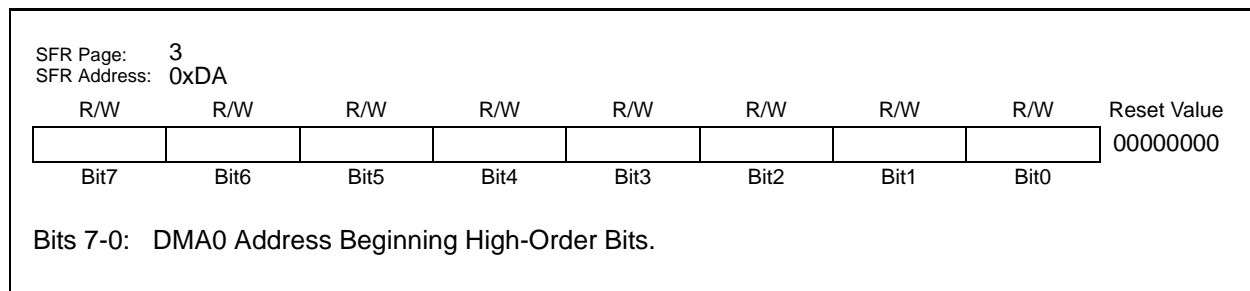 SFR Page: 3
SFR Address: 0xDA
R/W R/W R/W R/W R/W R/W R/W R/W Reset Value
00000000
Bit7 Bit6 Bit5 Bit4 Bit3 Bit2 Bit1 Bit0
Bits 7-0: DMA0 Address Beginning High-Order Bits.